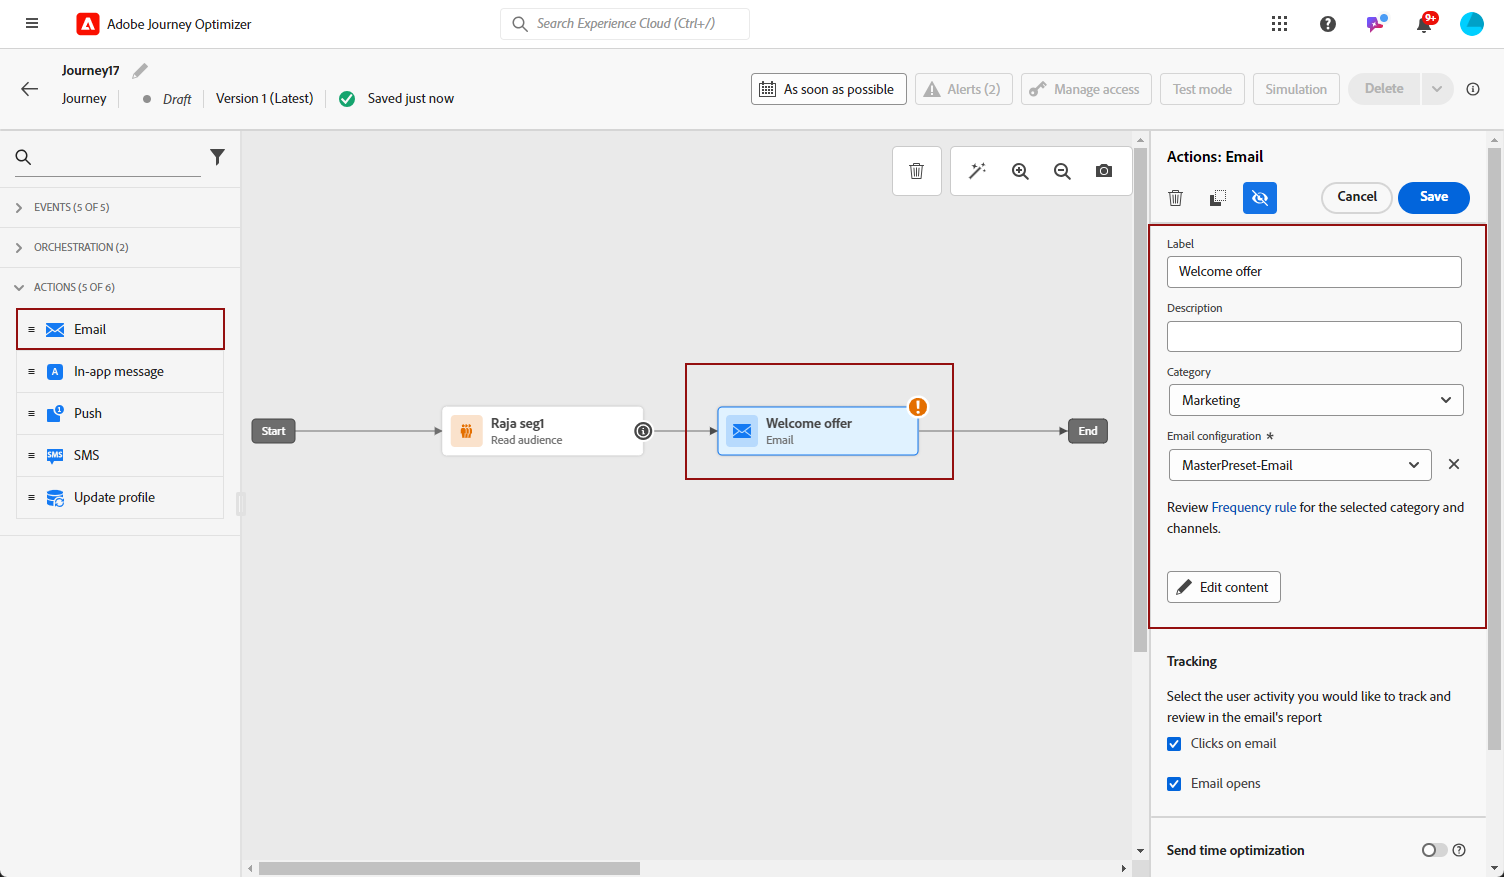 Adobe Journey Optimizer
Search Experience Cloud (Ctrl+/)
9+
Journey17
Journey
Draft
Version 1 (Latest)
Saved just now
As soon as possible
Alerts (2)
Manage access
Test mode
Simulation
Delete
EVENTS (5 OF 5)
ORCHESTRATION (2)
ACTIONS (5 OF 6)
Email
In-app message
Push
SMS
SMS
Update profile
Start
Raja seg1
Read audience
Welcome offer
Email
End
Actions: Email
Cancel
Save
Label
Welcome offer
Description
Category
Marketing
Email configuration *
MasterPreset-Email
Review Frequency rule for the selected category and
channels.
Edit content
Tracking
Select the user activity you would like to track and
review in the email's report
Clicks on email
Email opens
Send time optimization